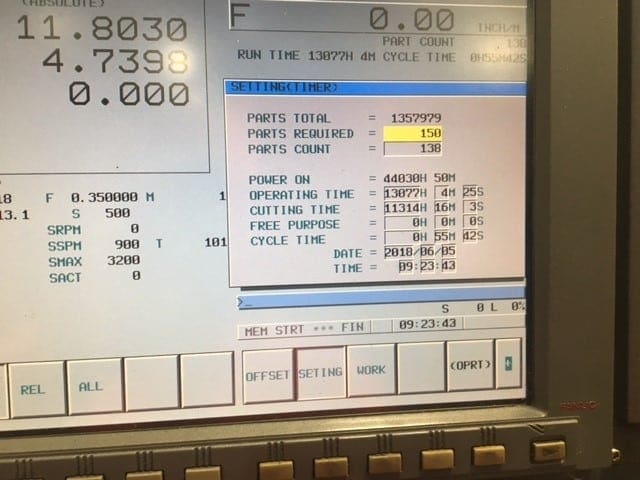 (ABSOLUTE)
11.8030
4.7398
0.000
F 0.00
INCH/M
PART COUNT 138
RUN TIME 13077H 4M CYCLE TIME 0H55M42S
SETTING(TIMER)
PARTS TOTAL = 1357979
PARTS REQUIRED = 150
PARTS COUNT = 138
POWER ON = 44030H 50M
OPERATING TIME = 13077H 4M 25S
CUTTING TIME = 11314H 16M 3S
FREE PURPOSE = 0H 0M 0S
CYCLE TIME = 0H 55M 42S
DATE = 2018/06/05
TIME = 09:23:43
F 0.350000 M 1
13.1 S 500
SRPM 0
SSPM 900 T 101
SMAX 3200
SACT 0
>_
S 0 L 0%
MEM STRT *** FIN 09:23:43
REL ALL OFFSET SETING WORK (OPRT)